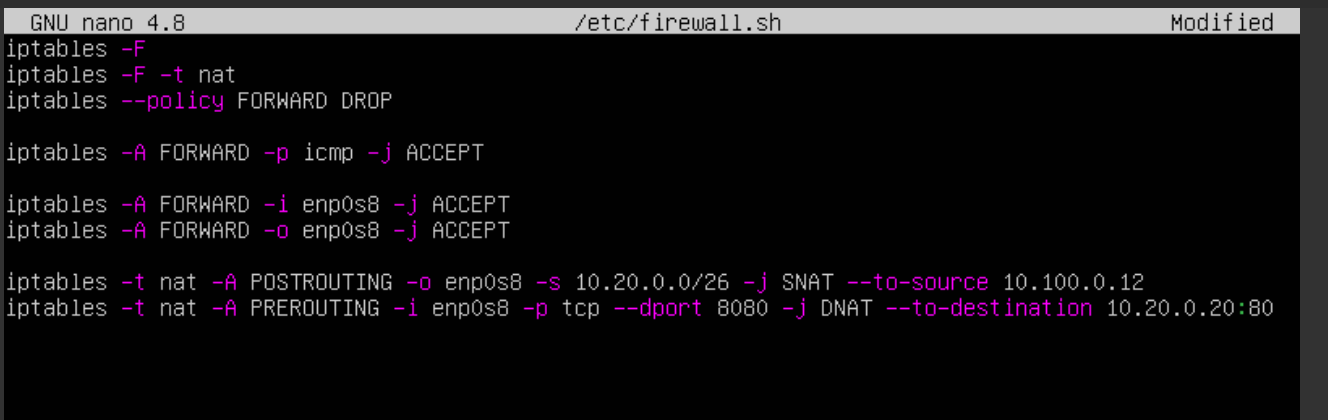 GNU nano 4.8 /etc/firewall.sh Modified
iptables -F
iptables -F -t nat
iptables --policy FORWARD DROP
iptables -A FORWARD -p icmp -j ACCEPT
iptables -A FORWARD -i enp0s8 -j ACCEPT
iptables -A FORWARD -o enp0s8 -j ACCEPT
iptables -t nat -A POSTROUTING -o enp0s8 -s 10.20.0.0/26 -j SNAT --to-source 10.100.0.12
iptables -t nat -A PREROUTING -i enp0s8 -p tcp --dport 8080 -j DNAT --to-destination 10.20.0.20:80